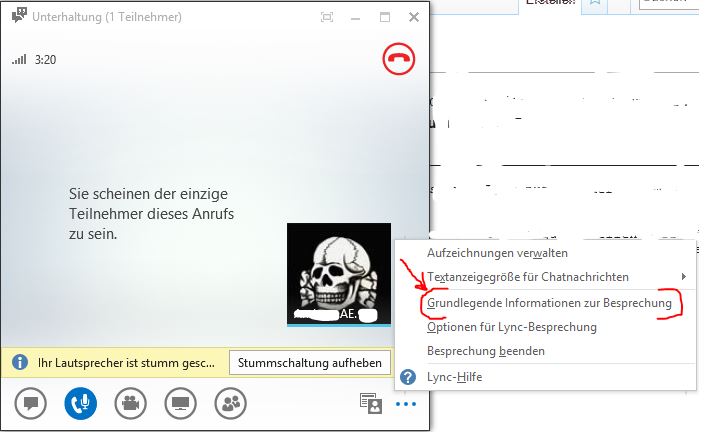 Unterhaltung (1 Teilnehmer)
3:20
Sie scheinen der einzige
Teilnehmer dieses Anrufs
zu sein.
AE.
Ihr Lautsprecher ist stumm gesc...
Stummschaltung aufheben
Erstellen
Aufzeichnungen verwalten
Textanzeigegröße für Chatnachrichten
Grundlegende Informationen zur Besprechung
Optionen für Lync-Besprechung
Besprechung beenden
Lync-Hilfe